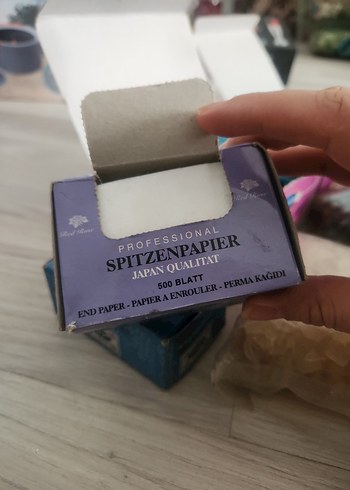 PROFESSIONAL
SPITZENPAPIER
JAPAN QUALITAT
500 BLATT
END PAPER - PAPIER A ENROULER - PERMA KAĞIDI